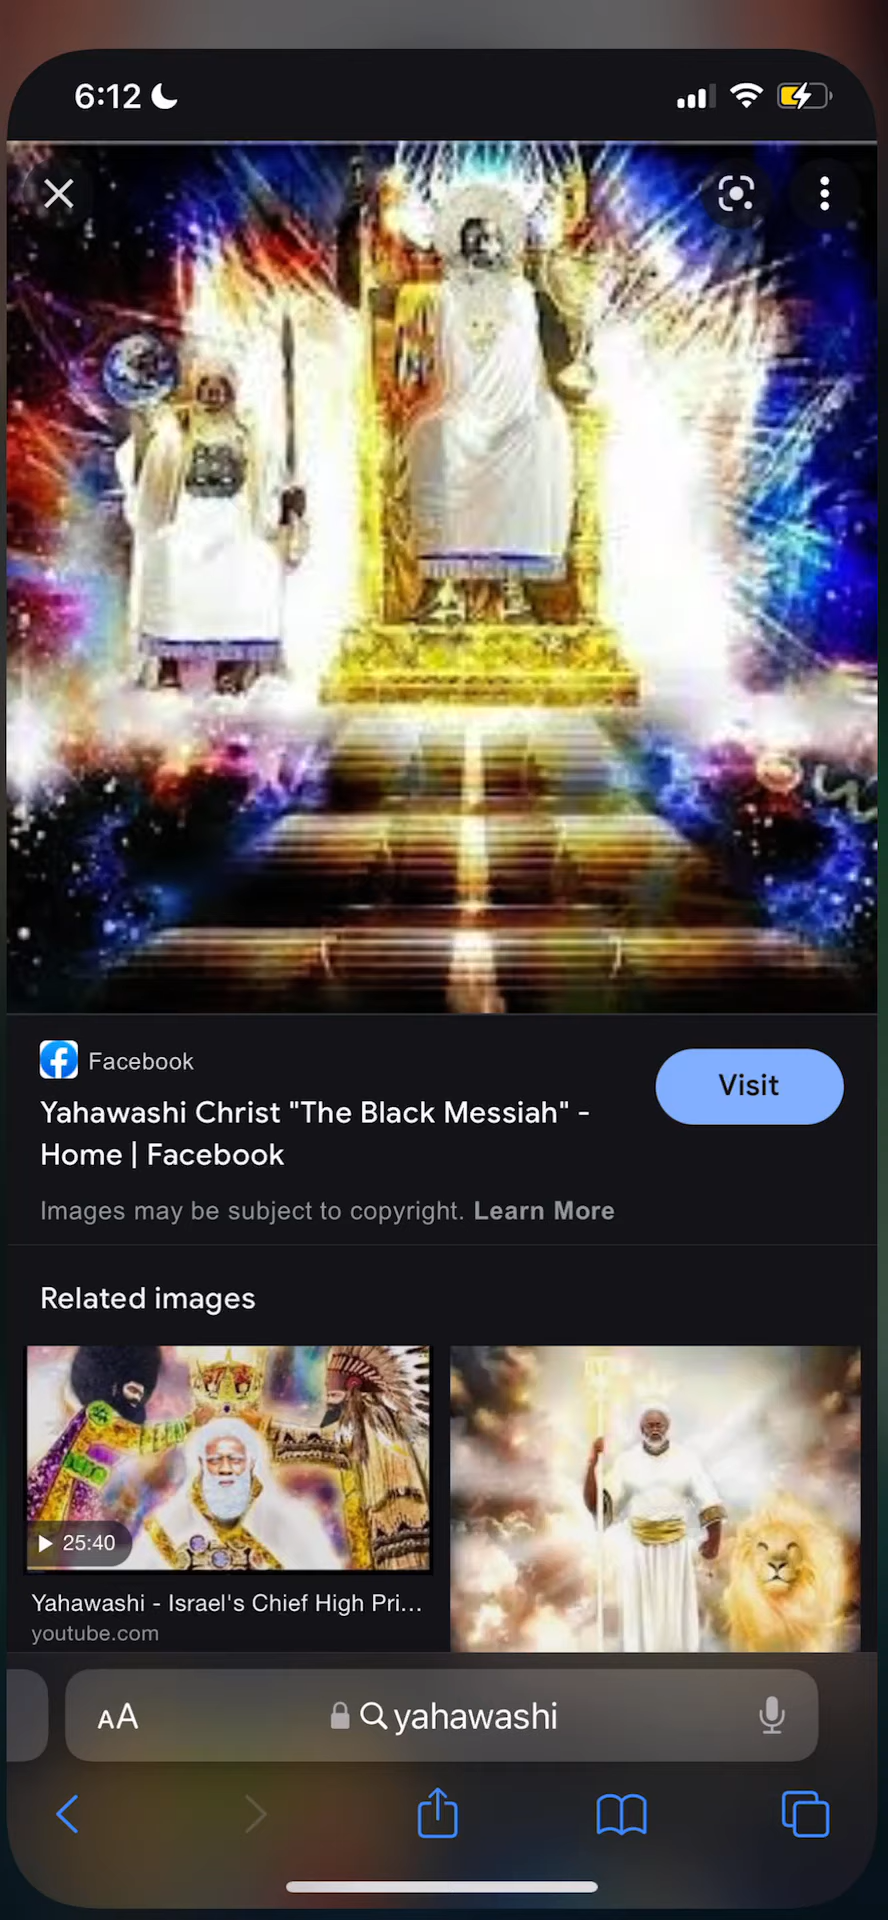 6:12
Facebook
Visit
Yahawashi Christ "The Black Messiah" -
Home | Facebook
Images may be subject to copyright. Learn More
Related images
25:40
Yahawashi - Israel's Chief High Pri...
youtube.com
AA
yahawashi